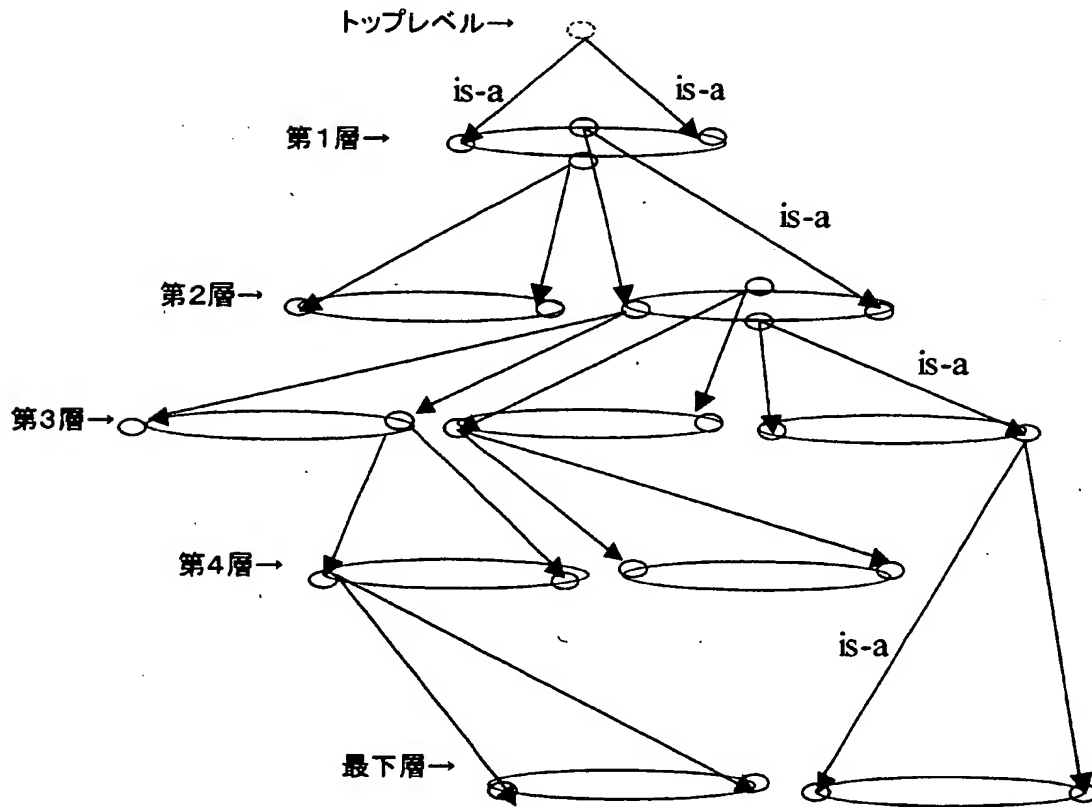 トップレベル→
is-a
is-a
第1層→
is-a
第2層→
is-a
第3層→
第4層→
is-a
最下層→